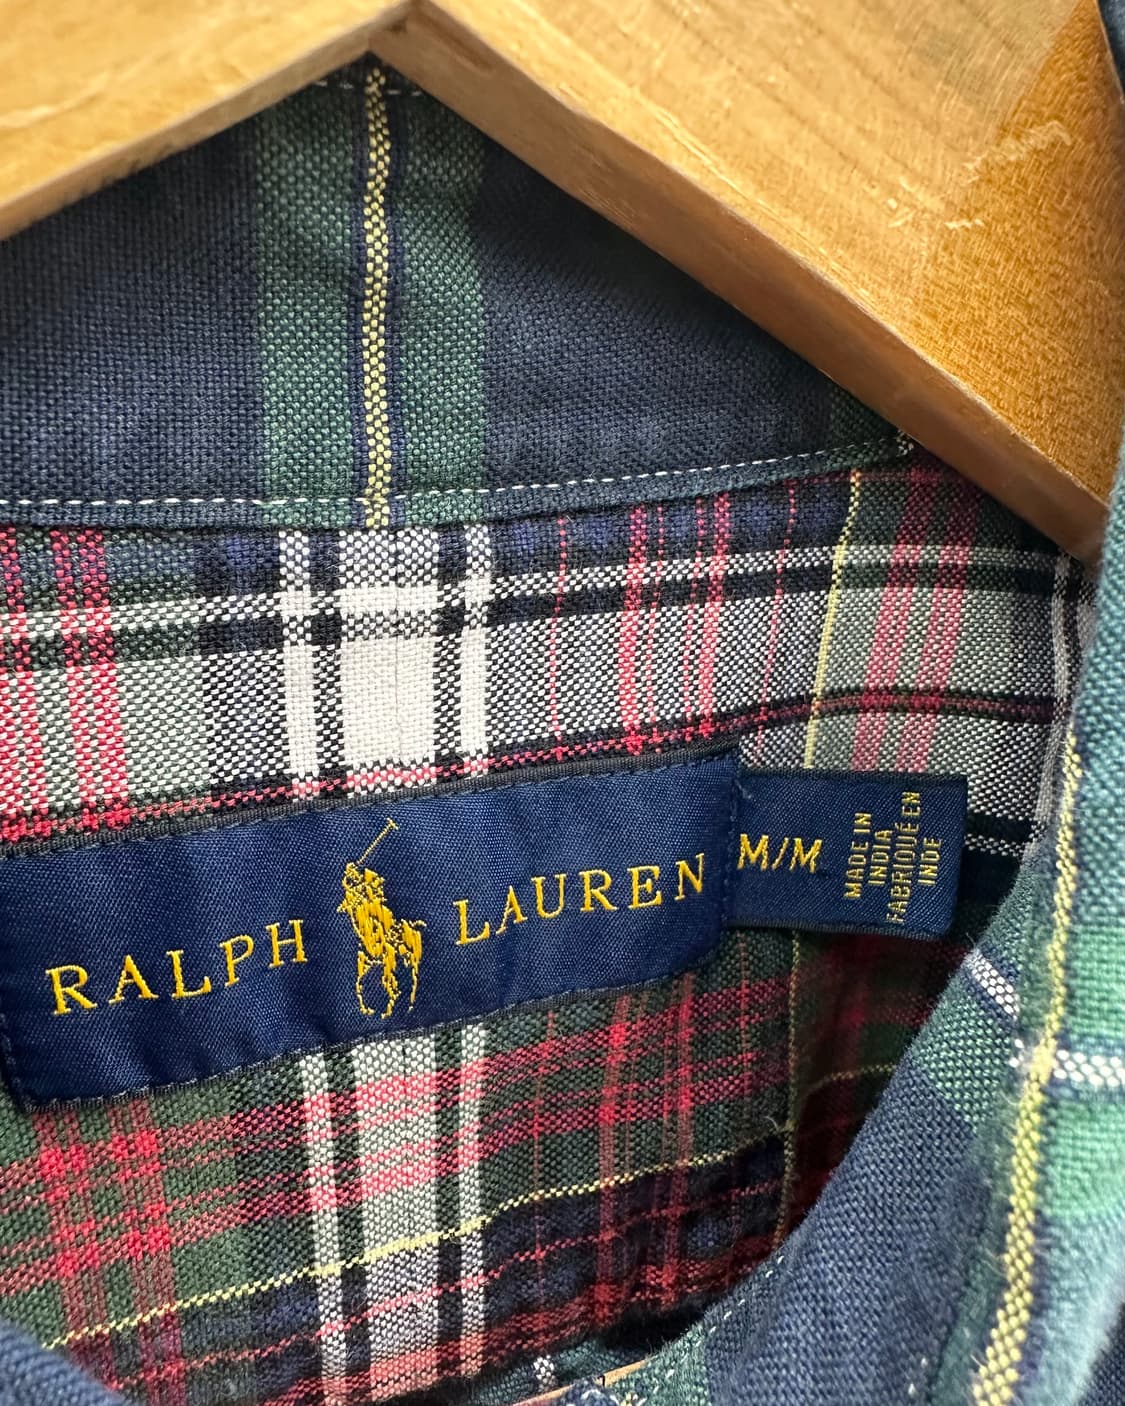 RALPH LAUREN
M/M
MADE IN
INDIA
FABRIQUÉ EN
INDE